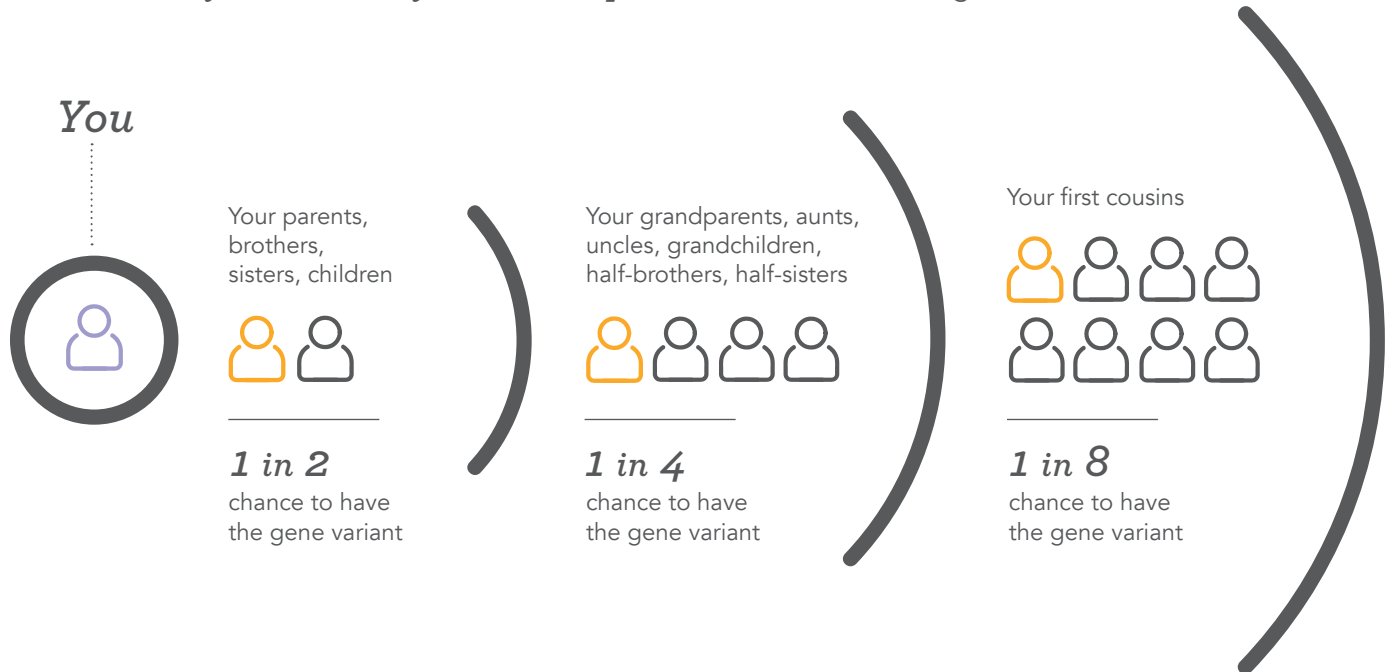 You
Your parents,
brothers,
sisters, children
1 in 2
chance to have
the gene variant
Your grandparents, aunts,
uncles, grandchildren,
half-brothers, half-sisters
1 in 4
chance to have
the gene variant
Your first cousins
1 in 8
chance to have
the gene variant